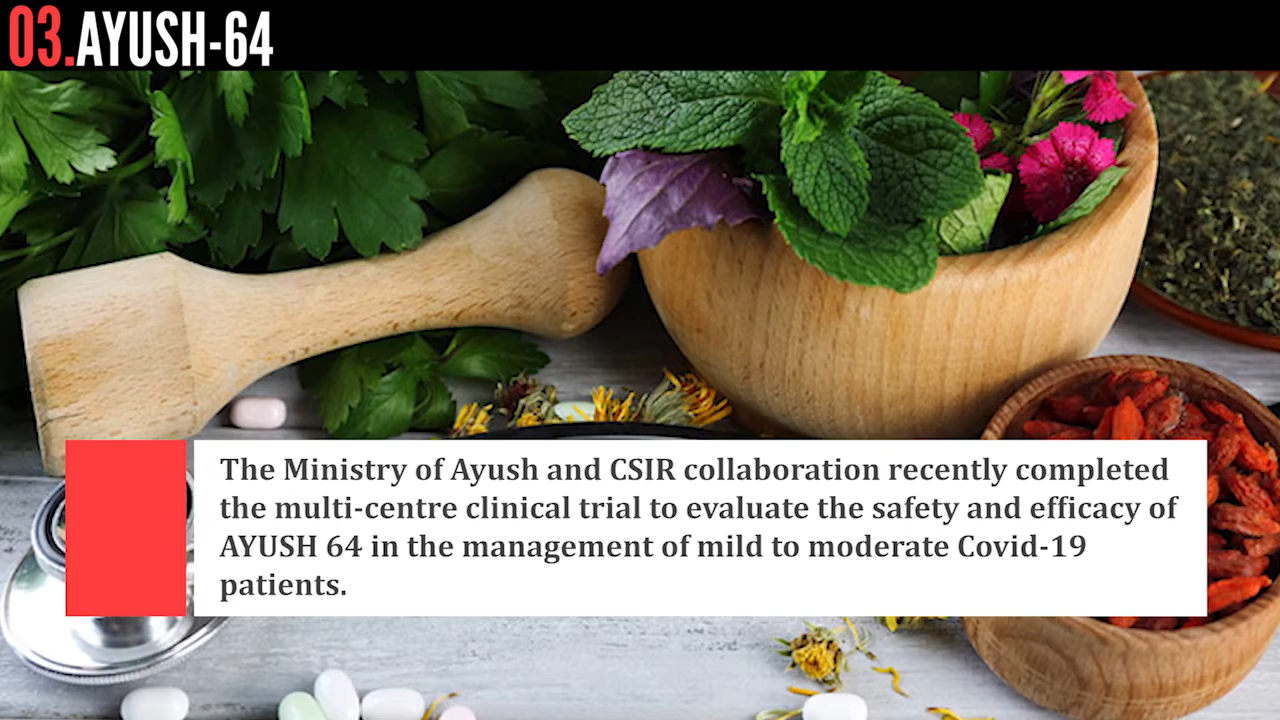 03.AYUSH-64
The Ministry of Ayush and CSIR collaboration recently completed
the multi-centre clinical trial to evaluate the safety and efficacy of
AYUSH 64 in the management of mild to moderate Covid-19
patients.